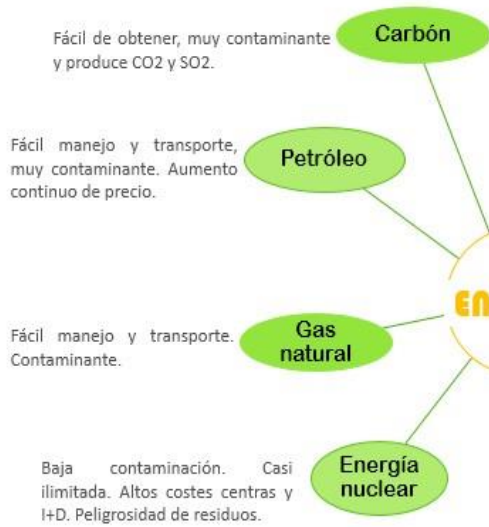 Fácil de obtener, muy contaminante
y produce CO2 y SO2.
Carbón
Fácil manejo y transporte,
muy contaminante. Aumento
continuo de precio.
Petróleo
EN
Fácil manejo y transporte.
Contaminante.
Gas
natural
Baja contaminación. Casi
ilimitada. Altos costes centras y
I+D. Peligrosidad de residuos.
Energía
nuclear